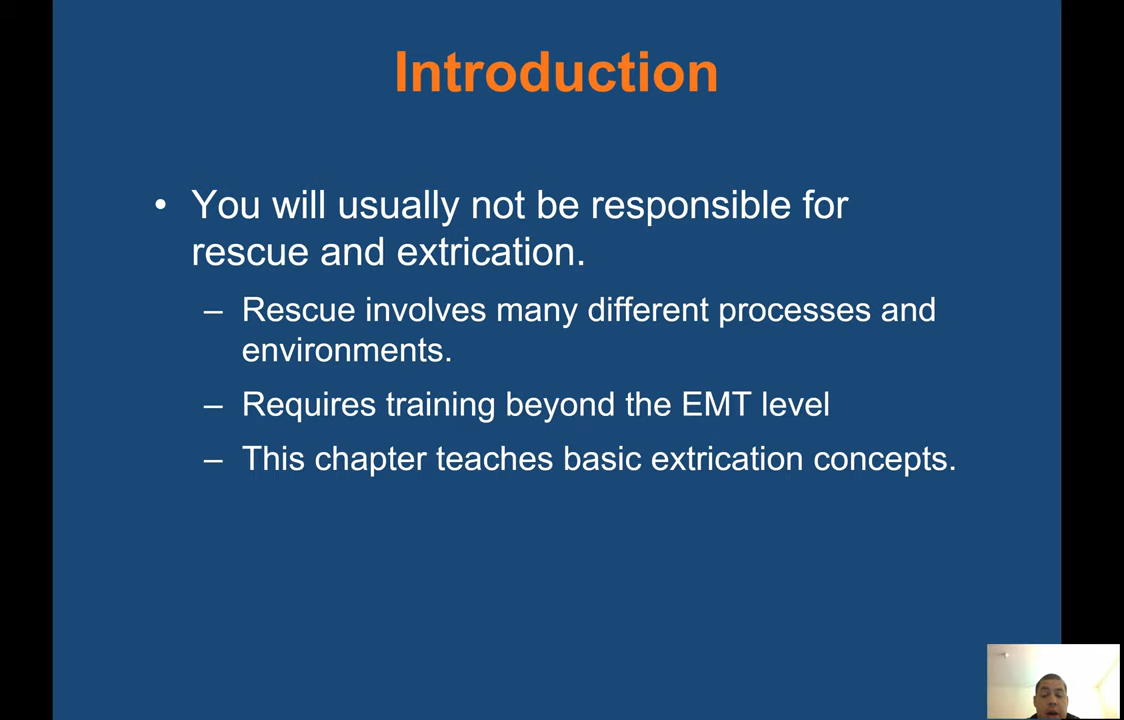 Introduction
• You will usually not be responsible for
rescue and extrication.
– Rescue involves many different processes and
environments.
– Requires training beyond the EMT level
– This chapter teaches basic extrication concepts.